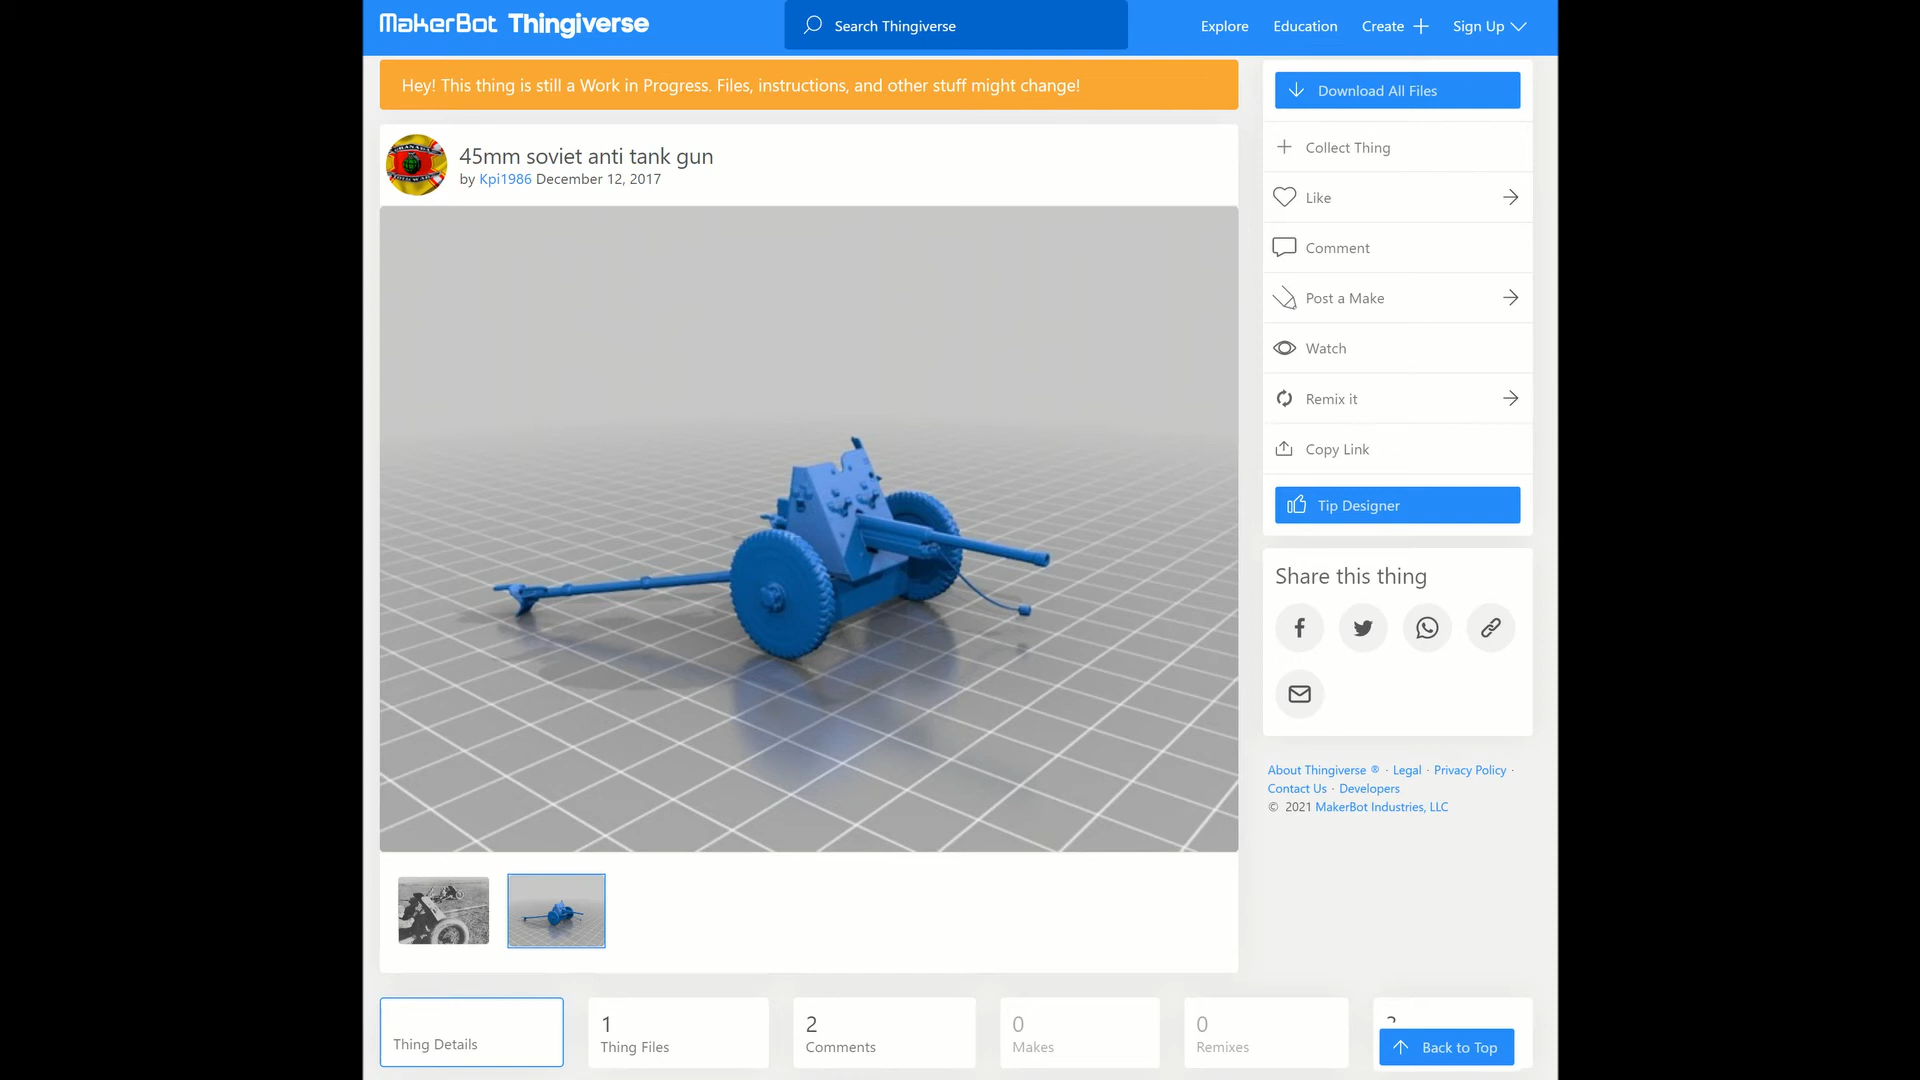 MakerBot Thingiverse
Search Thingiverse
Explore
Education
Create
Sign Up
Hey! This thing is still a Work in Progress. Files, instructions, and other stuff might change!
45mm soviet anti tank gun
by Kpi1986 December 12, 2017
Download All Files
Collect Thing
Like
Comment
Post a Make
Watch
Remix it
Copy Link
Tip Designer
Share this thing
About Thingiverse ® · Legal · Privacy Policy ·
Contact Us · Developers
© 2021 MakerBot Industries, LLC
Thing Details
1
Thing Files
2
Comments
0
Makes
0
Remixes
Back to Top